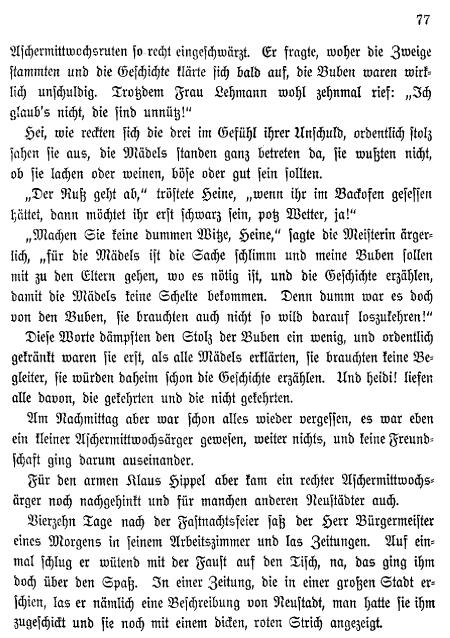 77
Aschermittwochsruten so recht eingeschwärzt. Er fragte, woher die Zweige
stammten und die Geschichte klärte sich bald auf, die Buben waren wirk-
lich unschuldig. Trotzdem Frau Lehmann wohl zehnmal rief: „Ich
glaub's nicht, die sind unnütz!“
Hei, wie reckten sich die drei im Gefühl ihrer Unschuld, ordentlich stolz
sahen sie aus, die Mädels standen ganz betreten da, sie wußten nicht,
ob sie lachen oder weinen, böse oder gut sein sollten.
„Der Ruß geht ab,“ tröstete Heine, „wenn ihr im Backofen gesessen
hättet, dann möchtet ihr erst schwarz sein, potz Wetter, ja!“
„Machen Sie keine dummen Witze, Heine,“ sagte die Meisterin ärger-
lich, „für die Mädels ist die Sache schlimm und meine Buben sollen
mit zu den Eltern gehen, wo es nötig ist, und die Geschichte erzählen,
damit die Mädels keine Schelte bekommen. Denn dumm war es doch
von den Buben, sie brauchten auch nicht so wild darauf loszukehren!“
Diese Worte dämpften den Stolz der Buben ein wenig, und ordentlich
gekränkt waren sie erst, als alle Mädels erklärten, sie brauchten keine Be-
gleiter, sie würden daheim schon die Geschichte erzählen. Und heidi! liefen
alle davon, die gekehrten und die nicht gekehrten.
Am Nachmittag aber war schon alles wieder vergessen, es war eben
ein kleiner Aschermittwochsärger gewesen, weiter nichts, und keine Freund-
schaft ging darum auseinander.
Für den armen Klaus Hippel aber kam ein rechter Aschermittwochs-
ärger noch nachgehinkt und für manchen anderen Neustädter auch.
Vierzehn Tage nach der Fastnachtsfeier saß der Herr Bürgermeister
eines Morgens in seinem Arbeitszimmer und las Zeitungen. Auf ein-
mal schlug er wütend mit der Faust auf den Tisch, na, das ging ihm
doch über den Spaß. In einer Zeitung, die in einer großen Stadt er-
schien, las er nämlich eine Beschreibung von Neustadt, man hatte sie ihm
zugeschickt und sie noch mit einem dicken, roten Strich angezeigt.